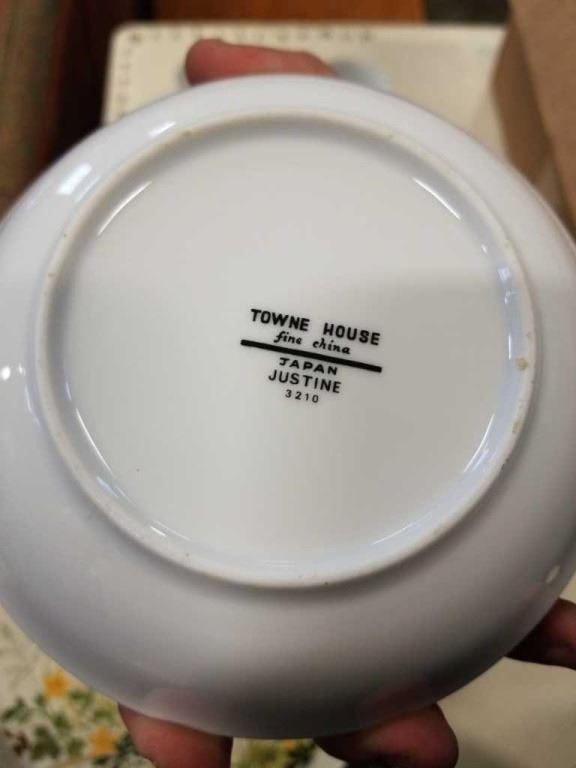 TOWNE HOUSE
fine china
JAPAN
JUSTINE
3210